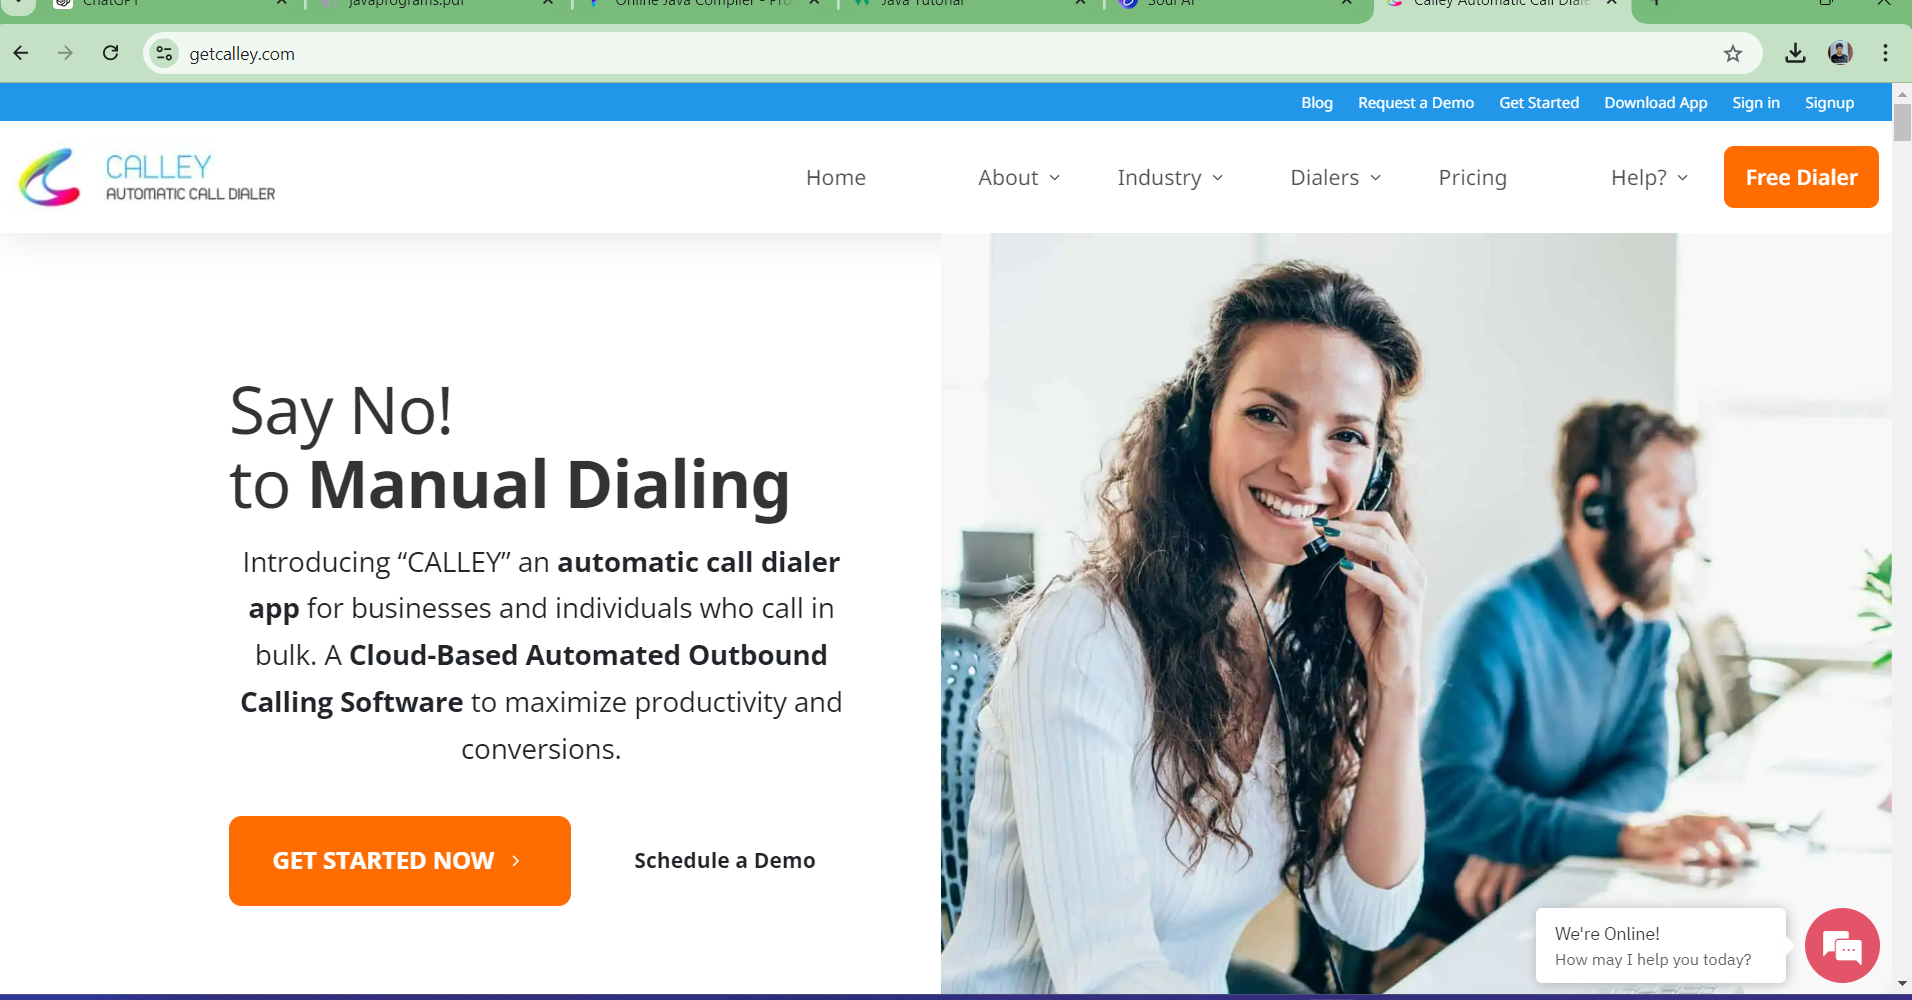 ChatGPT
javaprograms.pdf
Online Java Compiler - Pro
Java Tutorial
Soul AI
Calley Automatic Call Diale
getcalley.com
Blog Request a Demo Get Started Download App Sign in Signup
CALLEY
AUTOMATIC CALL DIALER
Home About Industry Dialers Pricing Help? Free Dialer
Say No!
to Manual Dialing
Introducing “CALLEY” an automatic call dialer
app for businesses and individuals who call in
bulk. A Cloud-Based Automated Outbound
Calling Software to maximize productivity and
conversions.
GET STARTED NOW
Schedule a Demo
We're Online!
How may I help you today?